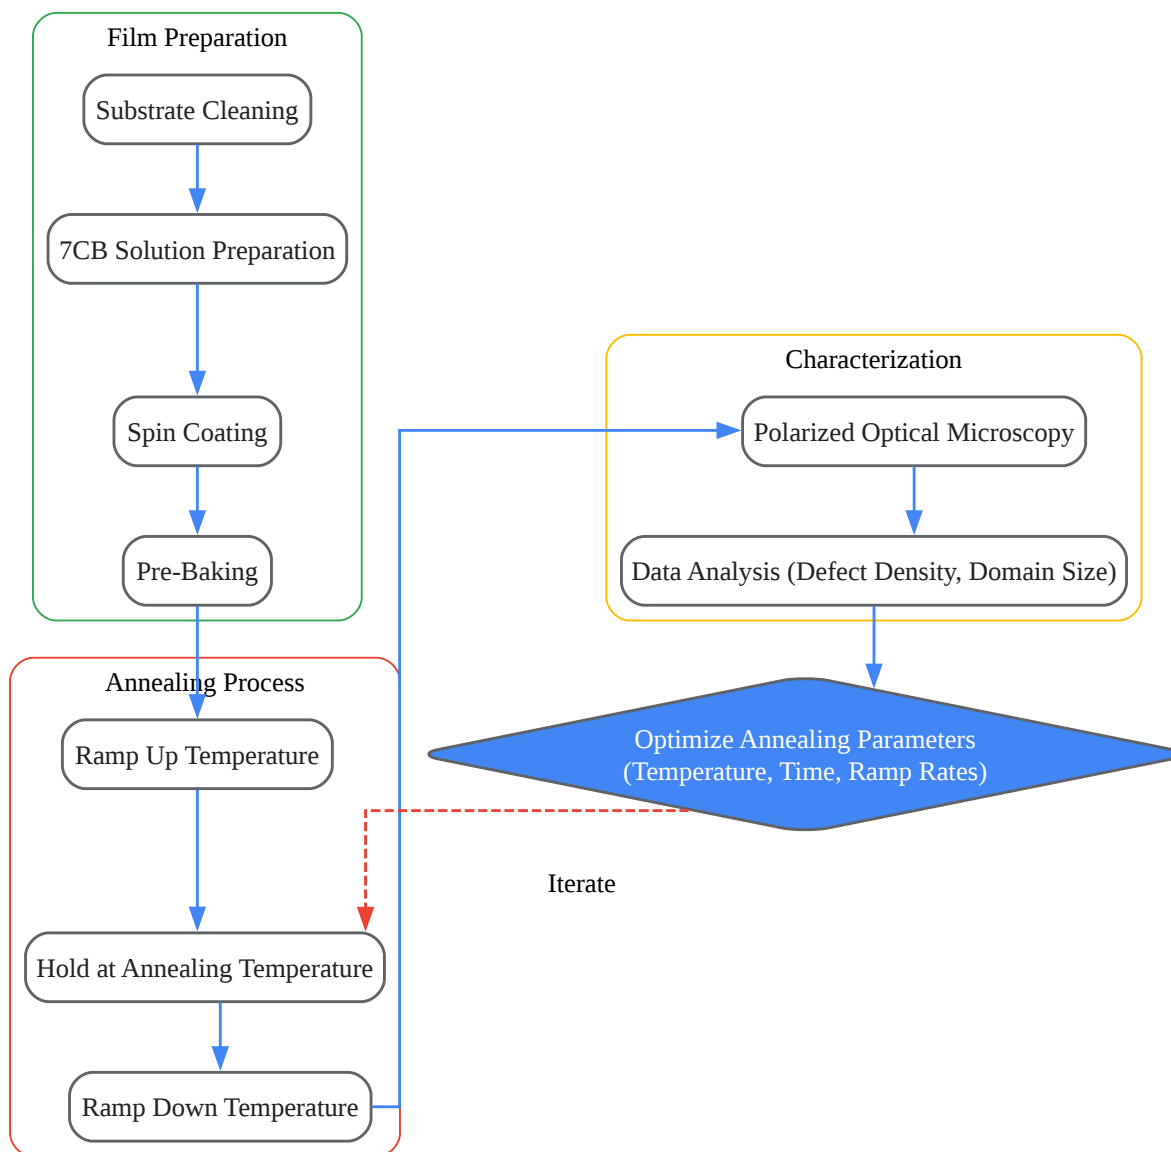 Film Preparation
Substrate Cleaning
7CB Solution Preparation
Spin Coating
Pre-Baking
Annealing Process
Ramp Up Temperature
Hold at Annealing Temperature
Ramp Down Temperature
Characterization
Polarized Optical Microscopy
Data Analysis (Defect Density, Domain Size)
Optimize Annealing Parameters
(Temperature, Time, Ramp Rates)
Iterate